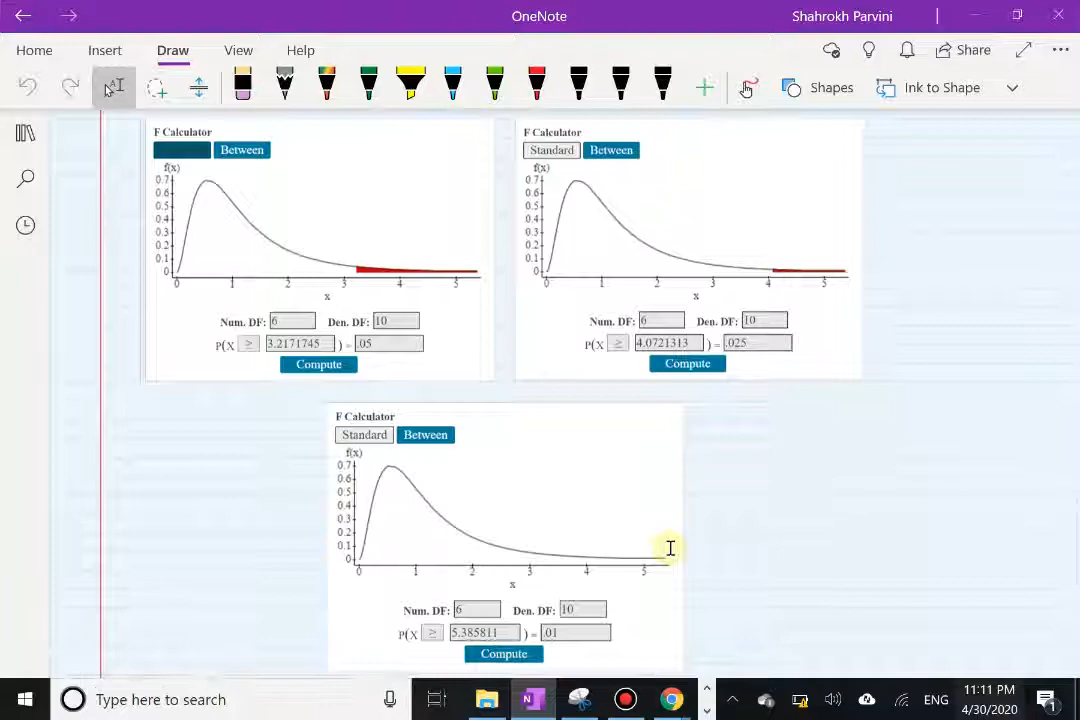 OneNote
Shahrokh Parvini
Home
Insert
Draw
View
Help
Share
Shapes
Ink to Shape
F Calculator
Between
f(x)
0.7
0.6
0.5
0.4
0.3
0.2
0.1
0
0 1 2 3 4 5
x
Num. DF: 6 Den. DF: 10
P(X ≥ 3.2171745 ) = .05
Compute
F Calculator
Standard Between
f(x)
0.7
0.6
0.5
0.4
0.3
0.2
0.1
0
0 1 2 3 4 5
x
Num. DF: 6 Den. DF: 10
P(X ≥ 4.0721313 ) = .025
Compute
F Calculator
Standard Between
f(x)
0.7
0.6
0.5
0.4
0.3
0.2
0.1
0
0 1 2 3 4 5
x
Num. DF: 6 Den. DF: 10
P(X ≥ 5.385811 ) = .01
Compute
Type here to search
ENG
11:11 PM
4/30/2020
1